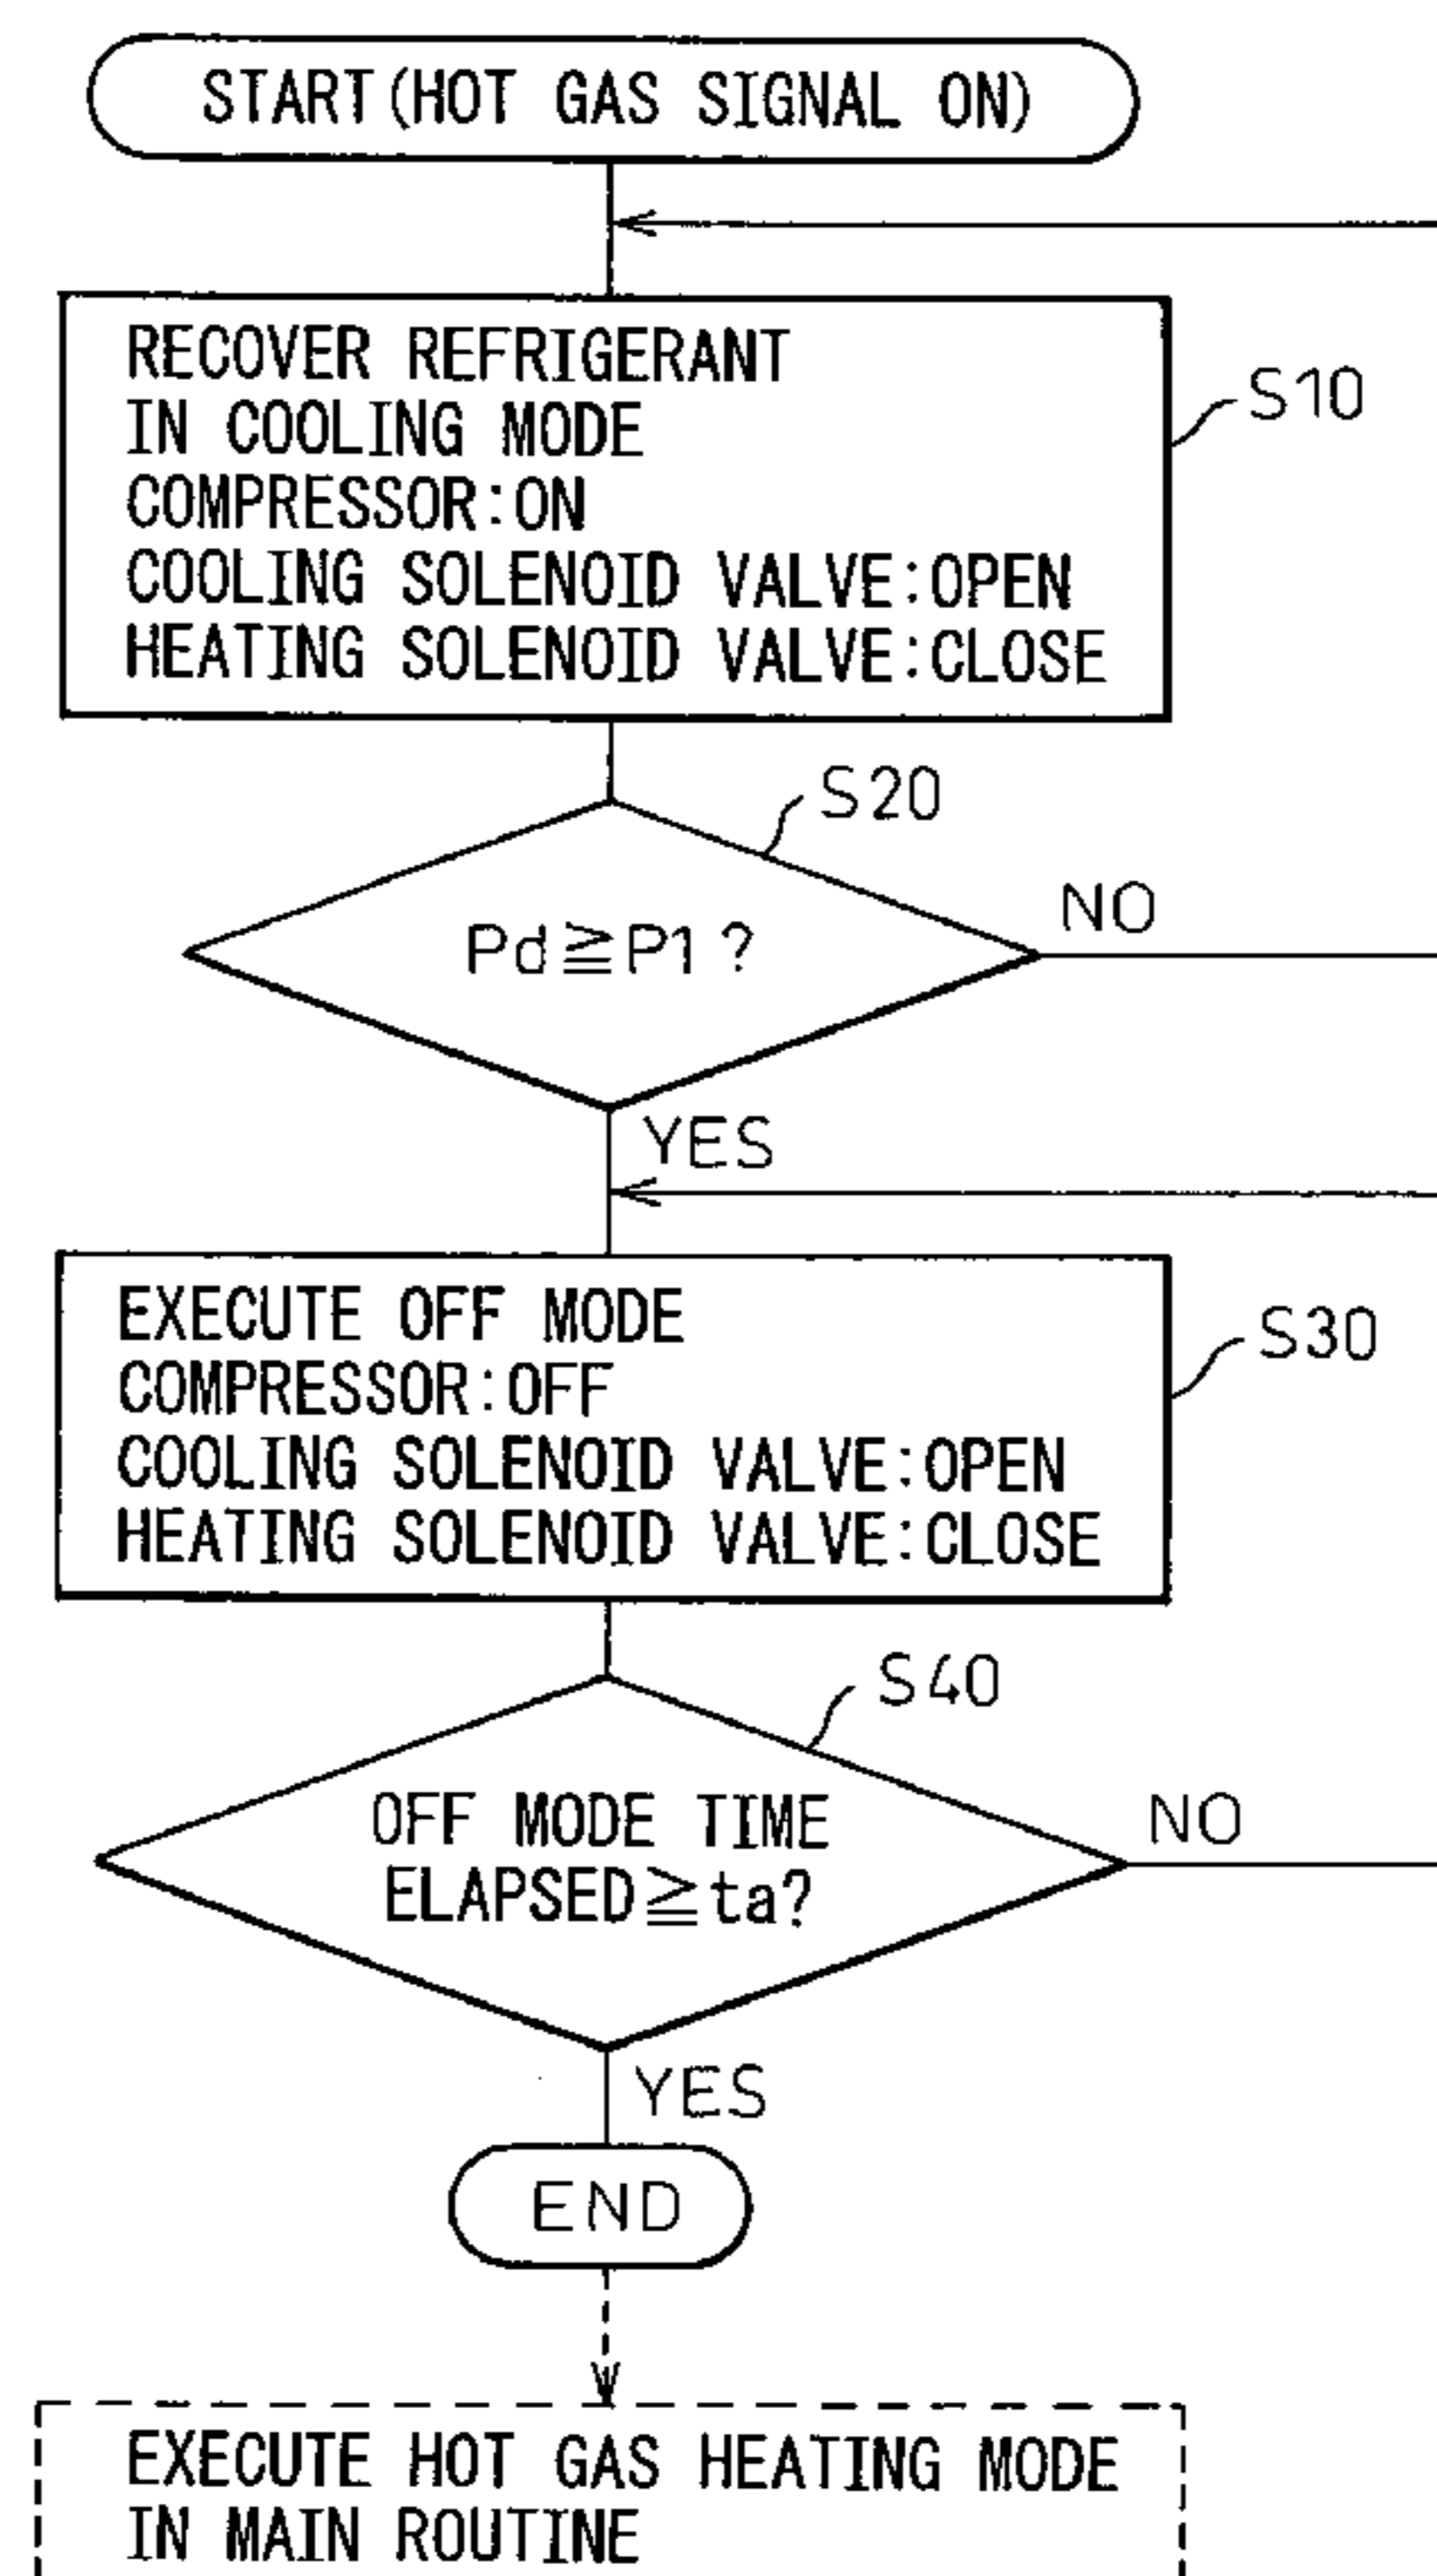 START(HOT GAS SIGNAL ON)
RECOVER REFRIGERANT
IN COOLING MODE
COMPRESSOR:ON
COOLING SOLENOID VALVE:OPEN
HEATING SOLENOID VALVE:CLOSE
S10
S20
Pd≧P1?
NO
YES
EXECUTE OFF MODE
COMPRESSOR:OFF
COOLING SOLENOID VALVE:OPEN
HEATING SOLENOID VALVE:CLOSE
S30
S40
OFF MODE TIME
ELAPSED≧ta?
NO
YES
END
EXECUTE HOT GAS HEATING MODE
IN MAIN ROUTINE